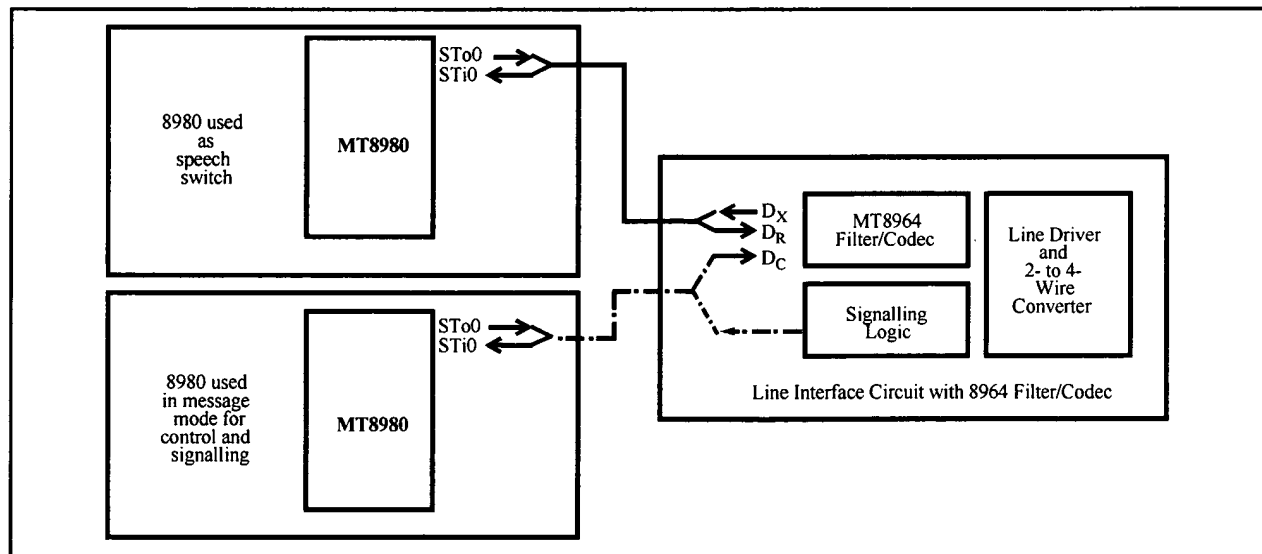 STo0
STi0
8980 used
as
speech
switch
MT8980
STo0
STi0
8980 used
in message
mode for
control and
signalling
MT8980
DX
DR
DC
MT8964
Filter/Codec
Signalling
Logic
Line Driver
and
2- to 4-
Wire
Converter
Line Interface Circuit with 8964 Filter/Codec